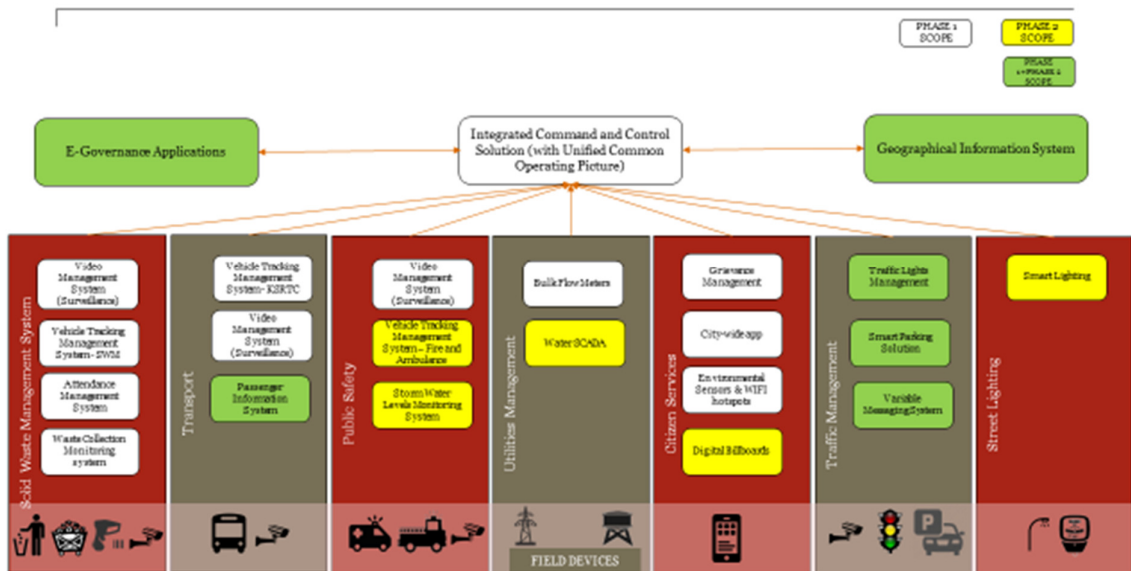 PHASE 1
SCOPE
PHASE 2
SCOPE
PHASE
1+PHASE 2
SCOPE
E-Governance Applications
Integrated Command and Control
Solution (with Unified Common
Operating Picture)
Geographical Information System
Solid Waste Management System
Video
Management
System
(Surveillance)
Vehicle Tracking
Management
System- SWM
Attendance
Management
System
Waste Collection
Monitoring
system
Transport
Vehicle Tracking
Management
System- KSRTC
Video
Management
System
(Surveillance)
Passenger
Information
System
Public Safety
Video
Management
System
(Surveillance)
Vehicle Tracking
Management
System – Fire and
Ambulance
Storm Water
Levels Monitoring
System
Utilities Management
Bulk Flow Meters
Water SCADA
Citizen Services
Grievance
Management
City-wide app
Environmental
Sensors & WIFI
hotspots
Digital Billboards
Traffic Management
Traffic Lights
Management
Smart Parking
Solution
Variable
Messaging System
Street Lighting
Smart Lighting
P
FIELD DEVICES